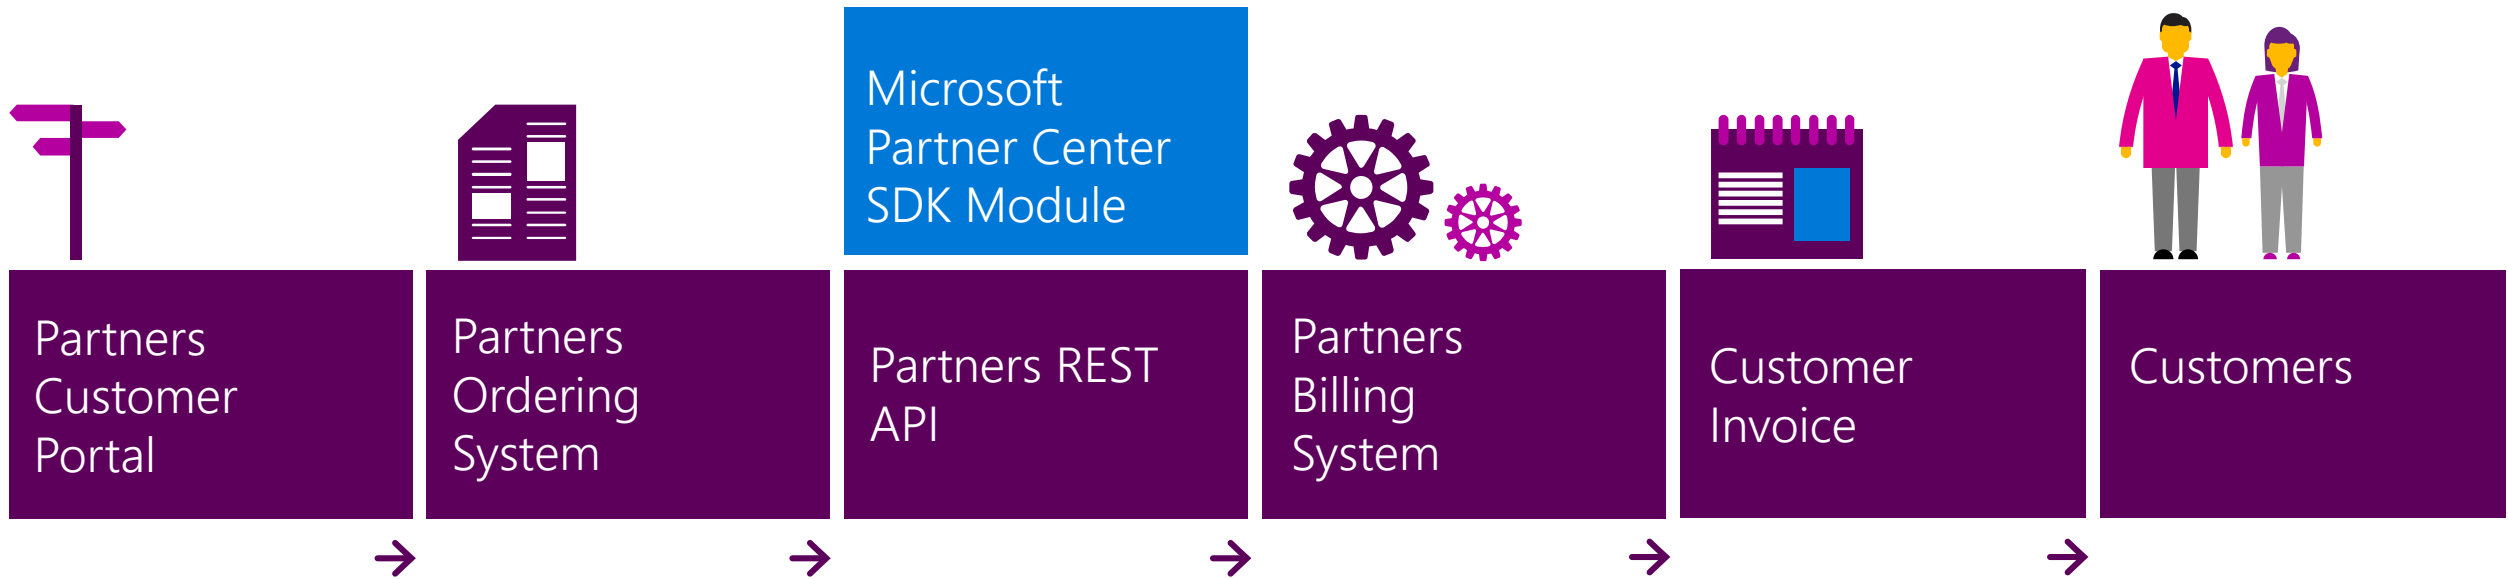 Microsoft
Partner Center
SDK Module
Partners
Customer
Portal
Partners
Ordering
System
Partners REST
API
Partners
Billing
System
Customer
Invoice
Customers